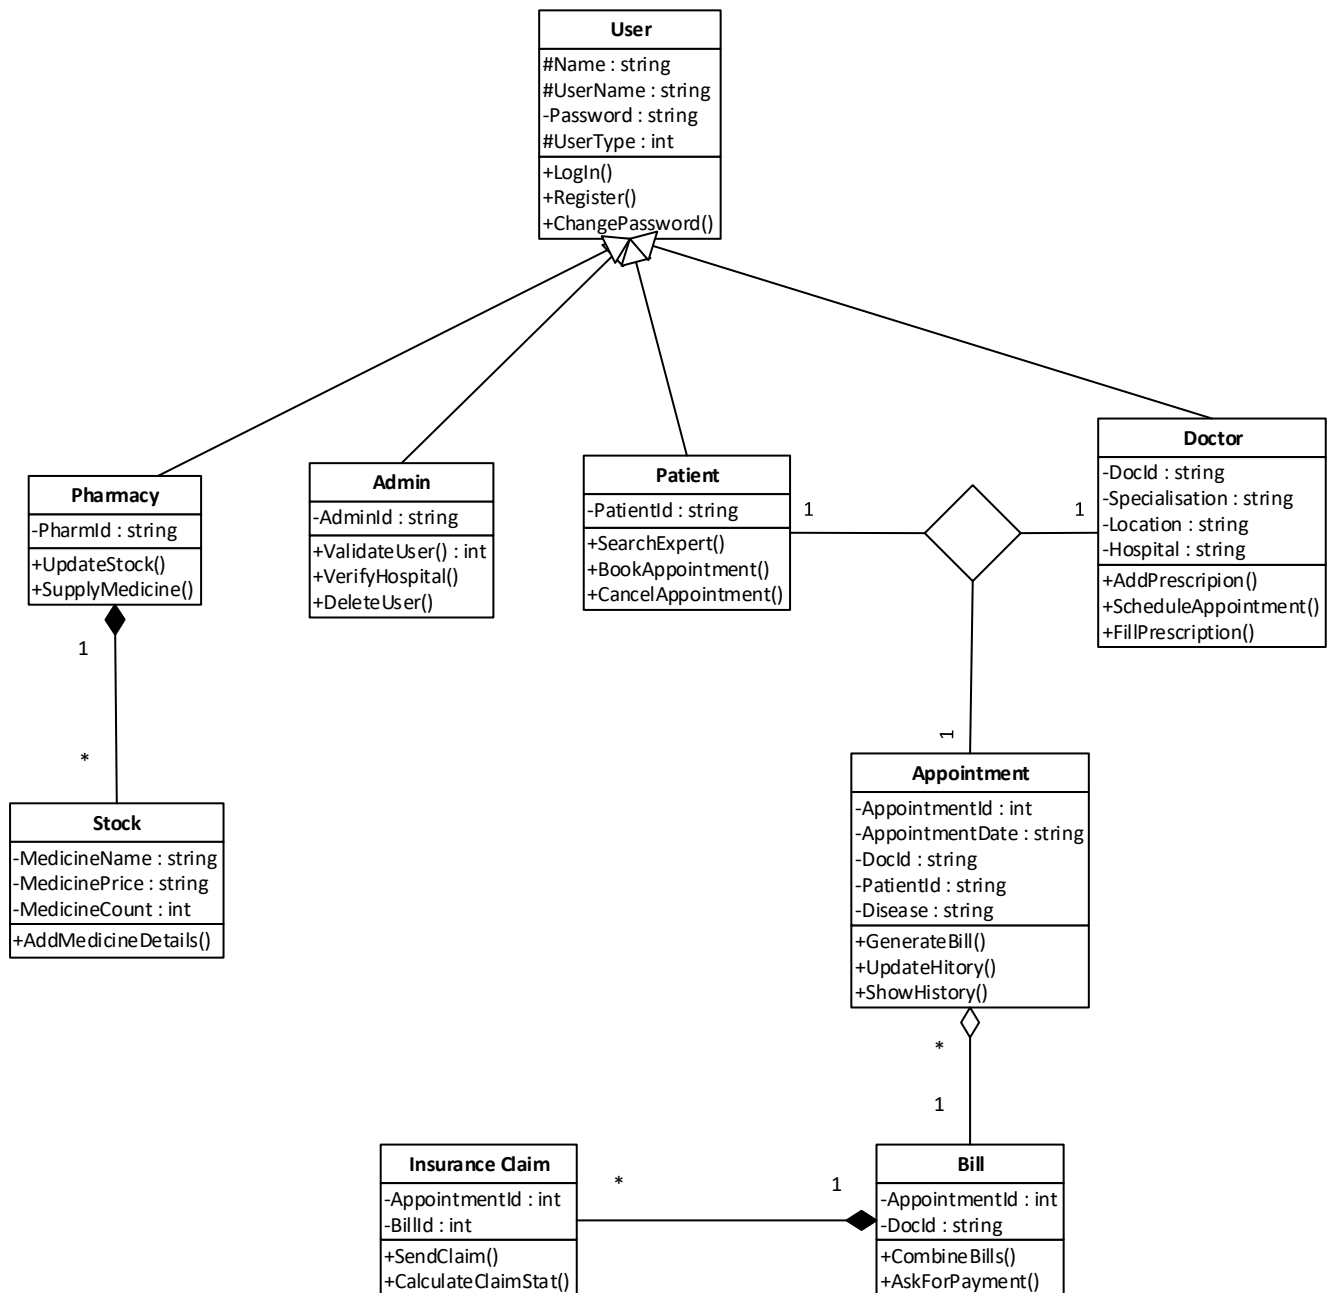 User
#Name : string
#UserName : string
-Password : string
#UserType : int
+LogIn()
+Register()
+ChangePassword()
Pharmacy
-PharmId : string
+UpdateStock()
+SupplyMedicine()
Admin
-AdminId : string
+ValidateUser() : int
+VerifyHospital()
+DeleteUser()
Patient
-PatientId : string
+SearchExpert()
+BookAppointment()
+CancelAppointment()
1
1
Doctor
-DocId : string
-Specialisation : string
-Location : string
-Hospital : string
+AddPrescripion()
+ScheduleAppointment()
+FillPrescription()
1
*
1
Stock
-MedicineName : string
-MedicinePrice : string
-MedicineCount : int
+AddMedicineDetails()
Appointment
-AppointmentId : int
-AppointmentDate : string
-DocId : string
-PatientId : string
-Disease : string
+GenerateBill()
+UpdateHitory()
+ShowHistory()
*
1
Insurance Claim
-AppointmentId : int
-BillId : int
+SendClaim()
+CalculateClaimStat()
*
1
Bill
-AppointmentId : int
-DocId : string
+CombineBills()
+AskForPayment()